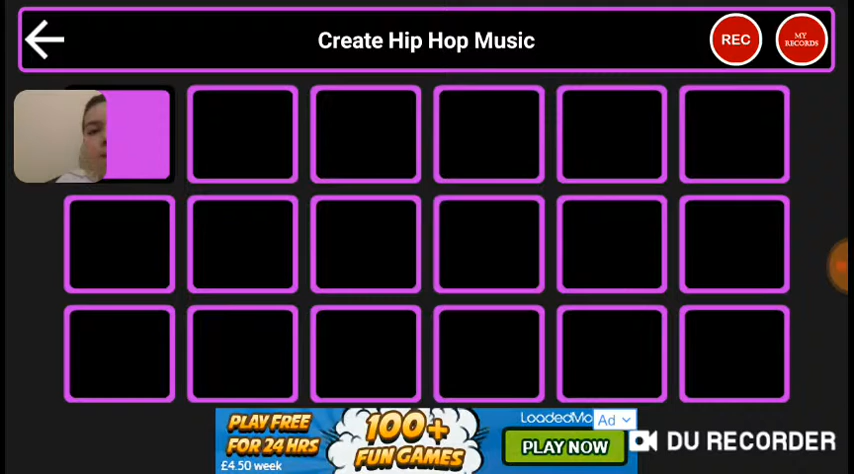 Create Hip Hop Music
REC
MY
RECORDS
PLAY FREE
FOR 24 HRS
£4.50 week
100+
FUN GAMES
LoadedMo
Ad
PLAY NOW
DU RECORDER